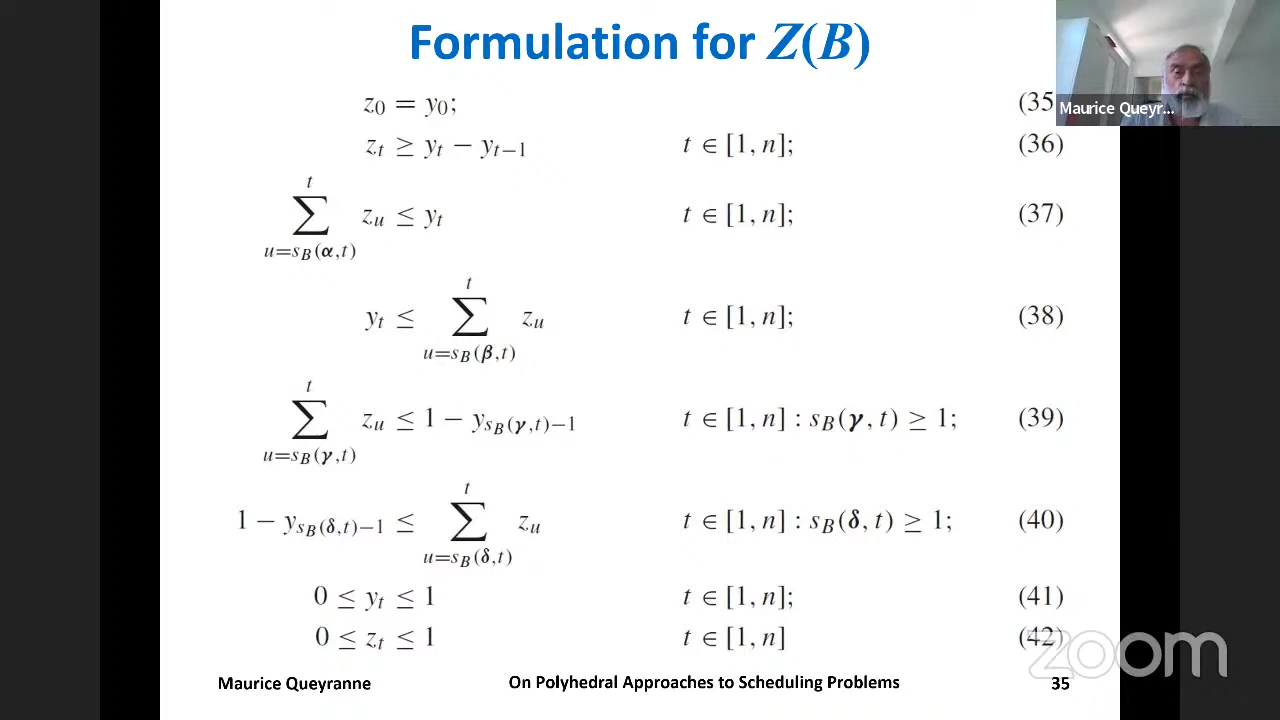 Formulation for Z(B)
z₀ = y₀; (35
Maurice Queyr...
z_t ≥ y_t − y_{t−1} t ∈ [1, n]; (36)
∑_{u=s_B(α,t)}^{t} z_u ≤ y_t t ∈ [1, n]; (37)
y_t ≤ ∑_{u=s_B(β,t)}^{t} z_u t ∈ [1, n]; (38)
∑_{u=s_B(γ,t)}^{t} z_u ≤ 1 − y_{s_B(γ,t)−1} t ∈ [1, n] : s_B(γ, t) ≥ 1; (39)
1 − y_{s_B(δ,t)−1} ≤ ∑_{u=s_B(δ,t)}^{t} z_u t ∈ [1, n] : s_B(δ, t) ≥ 1; (40)
0 ≤ y_t ≤ 1 t ∈ [1, n]; (41)
0 ≤ z_t ≤ 1 t ∈ [1, n] (42)
zoom
Maurice Queyranne On Polyhedral Approaches to Scheduling Problems 35